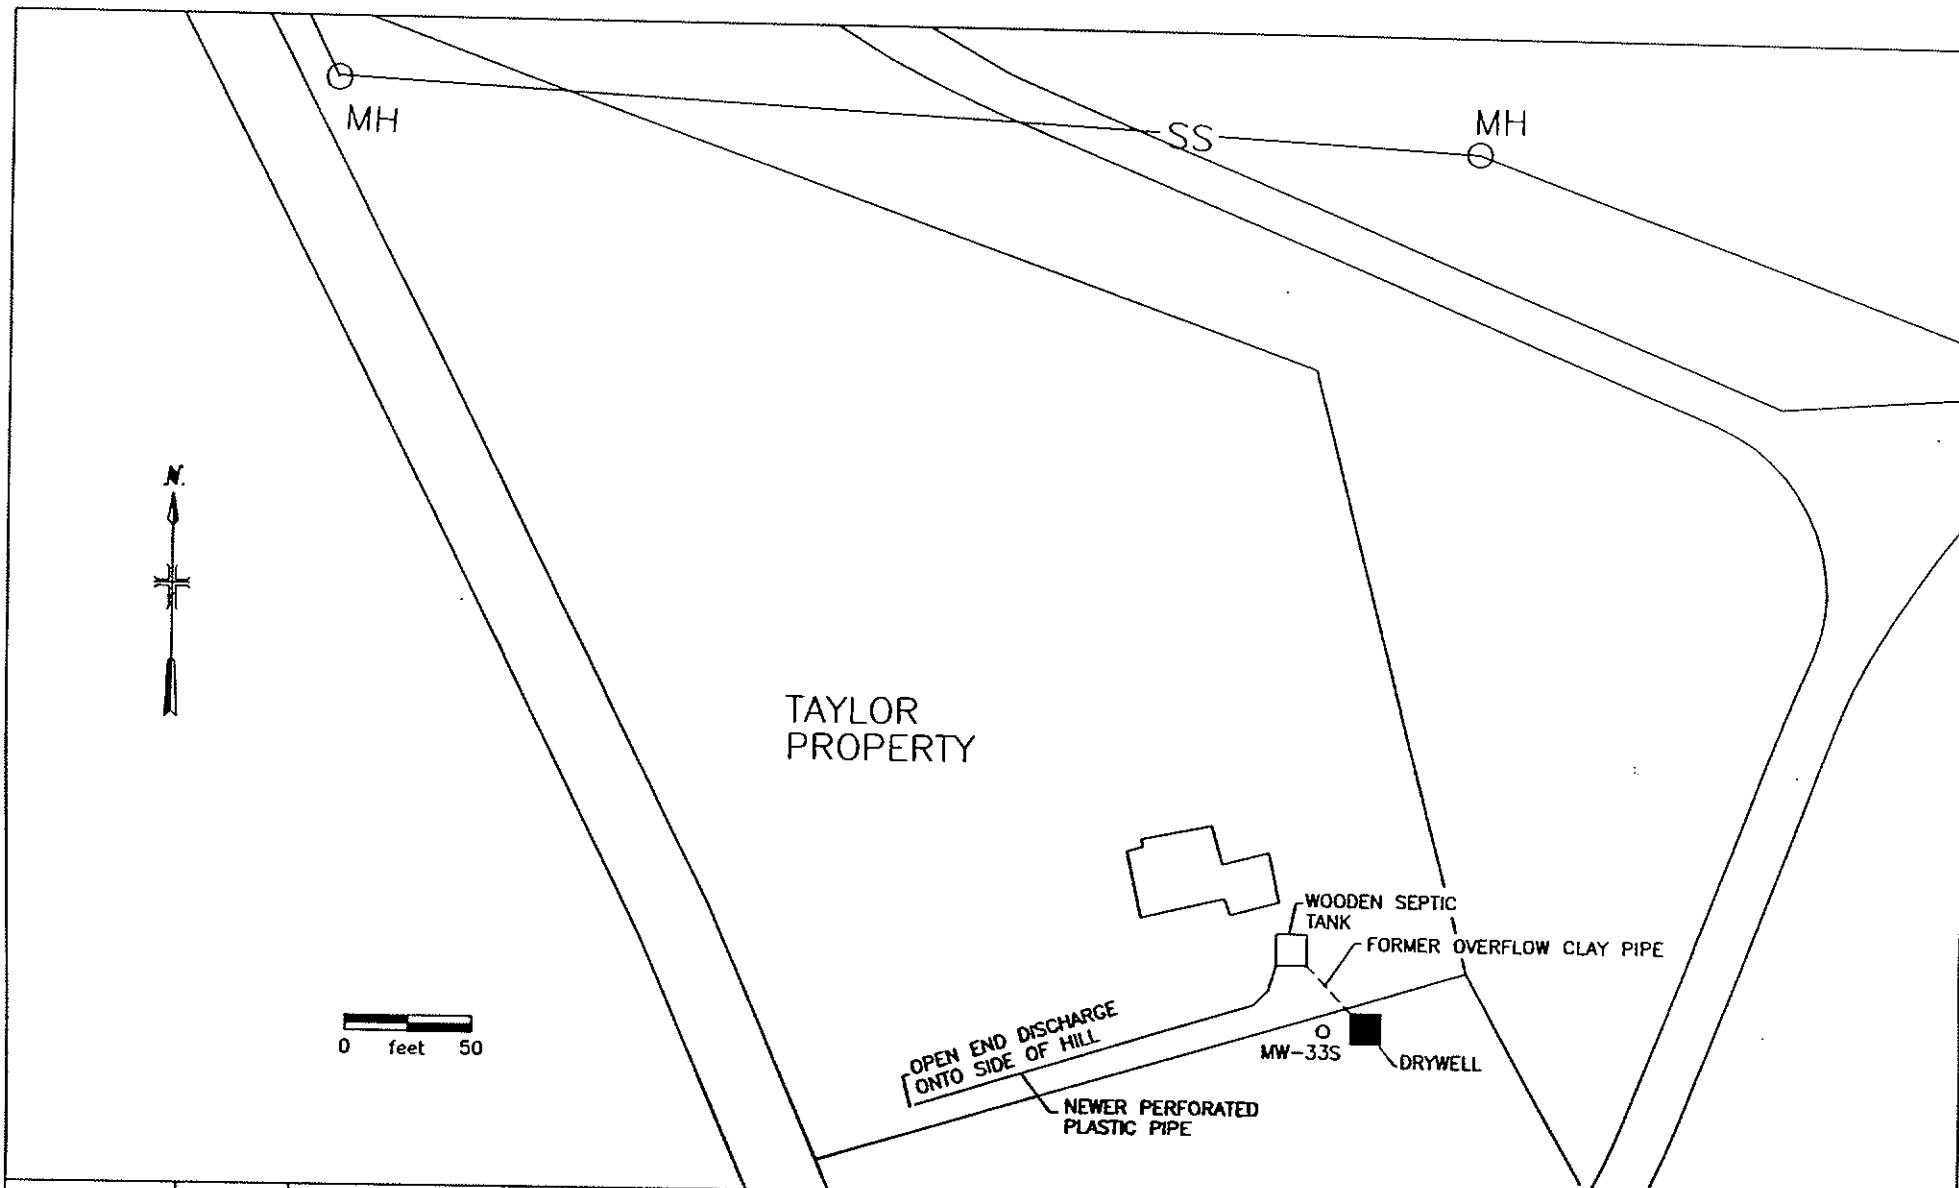 MH
SS
MH
N.
TAYLOR
PROPERTY
WOODEN SEPTIC
TANK
FORMER OVERFLOW CLAY PIPE
OPEN END DISCHARGE
ONTO SIDE OF HILL
MW-33S
DRYWELL
0 feet 50
NEWER PERFORATED
PLASTIC PIPE